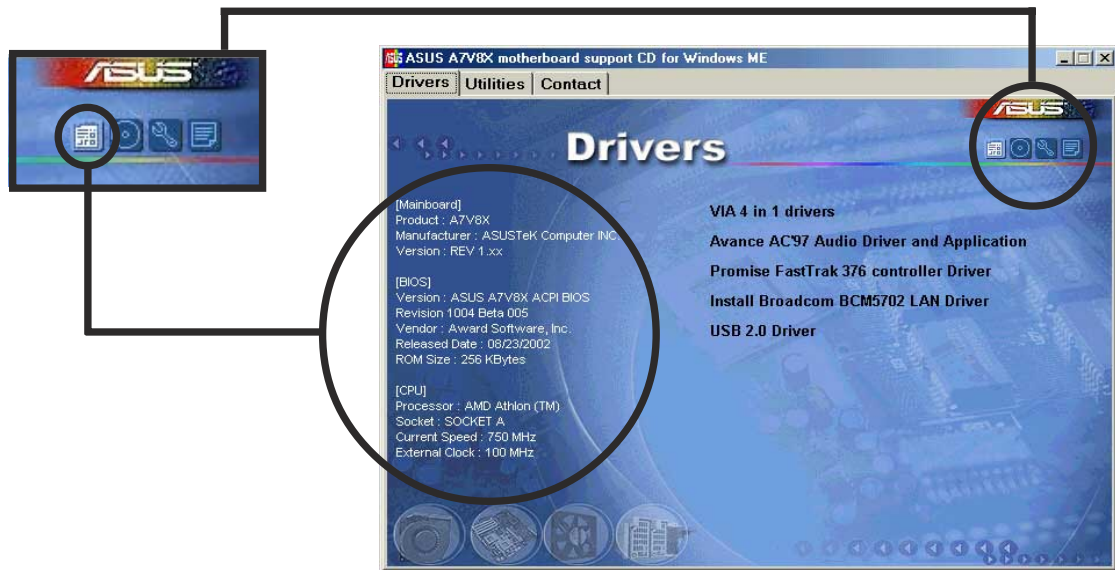 ASUS
ASUS A7V8X motherboard support CD for Windows ME
Drivers Utilities Contact
ASUS
Drivers
[Mainboard]
Product : A7V8X
Manufacturer : ASUSTeK Computer INC.
Version : REV 1.xx
[BIOS]
Version : ASUS A7V8X ACPI BIOS
Revision 1004 Beta 005
Vendor : Award Software, Inc.
Released Date : 08/23/2002
ROM Size : 256 KBytes
[CPU]
Processor : AMD Athlon (TM)
Socket : SOCKET A
Current Speed : 750 MHz
External Clock : 100 MHz
VIA 4 in 1 drivers
Avance AC'97 Audio Driver and Application
Promise FastTrak 376 controller Driver
Install Broadcom BCM5702 LAN Driver
USB 2.0 Driver